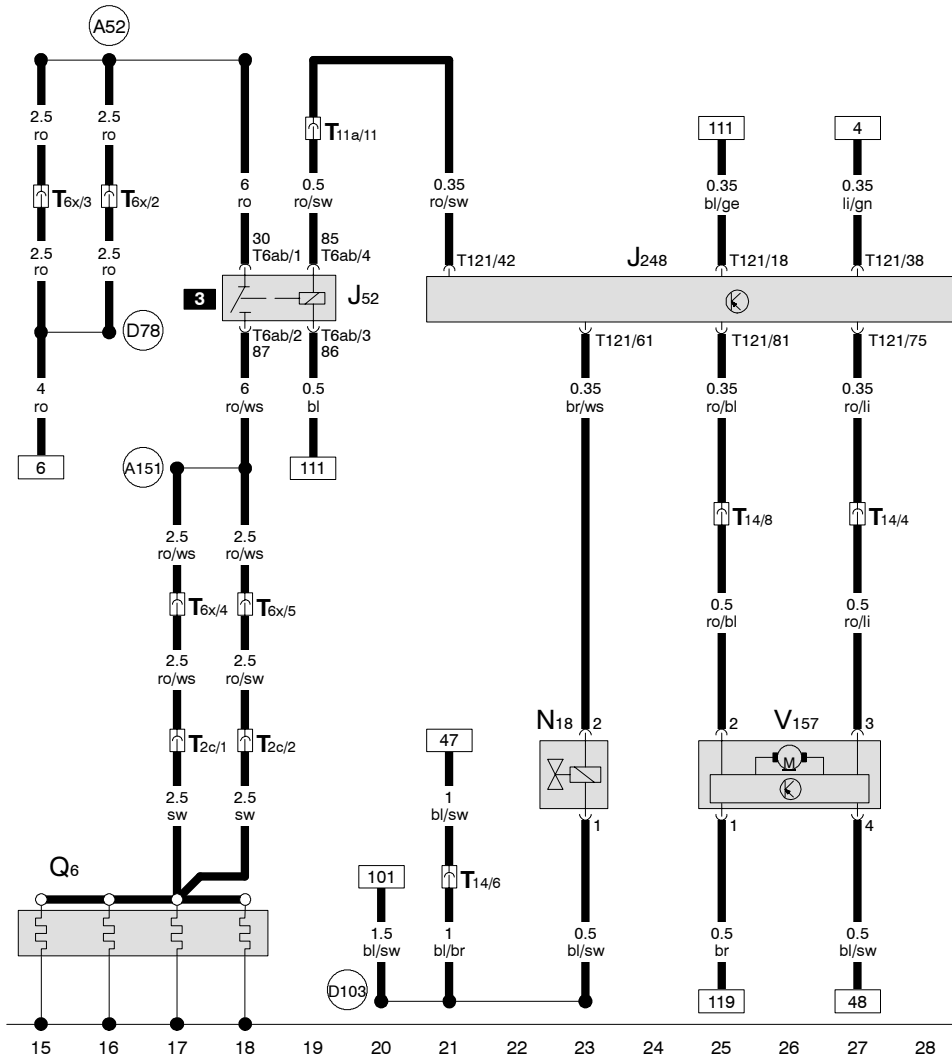 A52
2.5 2.5
ro ro
T11a/11
111 4
T6x/3 T6x/2
6 0.5 0.35 0.35 0.35
ro ro/sw ro/sw bl/ge li/gn
2.5 2.5
ro ro
30 85
T6ab/1 T6ab/4 T121/42 J248 T121/18 T121/38
3 J52
D78
T6ab/2 T6ab/3 T121/61 T121/81 T121/75
87 86
4 6 0.5 0.35 0.35 0.35
ro ro/ws bl br/ws ro/bl ro/li
6 A151 111
T14/8 T14/4
2.5 2.5
ro/ws ro/ws
T6x/4 T6x/5
0.5 0.5
ro/bl ro/li
2.5 2.5
ro/ws ro/sw
N18 2 2 V157 3
T2c/1 T2c/2 47
M
2.5 2.5 1
sw sw bl/sw
1 1 4
Q6 101 T14/6
1.5 1 0.5 0.5 0.5
bl/sw bl/br bl/sw br bl/sw
D103 119 48
15 16 17 18 19 20 21 22 23 24 25 26 27 28